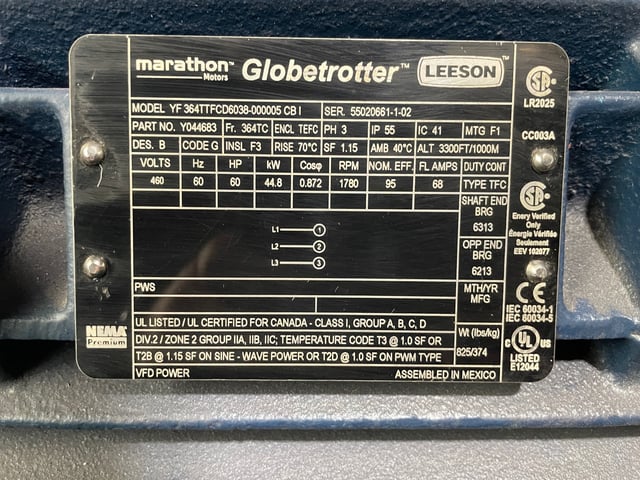 marathon™ Motors Globetrotter™ LEESON™
LR2025
MODEL YF 364TTFCD6038-000005 CB I SER. 55020661-1-02
PART NO. Y044683 Fr. 364TC ENCL TEFC PH 3 IP 55 IC 41 MTG F1
CC003A
DES. B CODE G INSL F3 RISE 70°C SF 1.15 AMB 40°C ALT 3300FT/1000M
VOLTS Hz HP kW Cosφ RPM NOM. EFF. FL AMPS DUTY CONT
460 60 60 44.8 0.872 1780 95 68 TYPE TFC
SHAFT END
BRG
6313
OPP END
BRG
6213
Enery Verified
Only
Énergie Vérifiée
Seulement
EEV 102077
L1 1
L2 2
L3 3
PWS
MTH/YR
MFG
CE
IEC 60034-1
IEC 60034-5
NEMA
Premium
UL LISTED / UL CERTIFIED FOR CANADA - CLASS I, GROUP A, B, C, D
DIV.2 / ZONE 2 GROUP IIA, IIB, IIC; TEMPERATURE CODE T3 @ 1.0 SF OR
T2B @ 1.15 SF ON SINE - WAVE POWER OR T2D @ 1.0 SF ON PWM TYPE
VFD POWER ASSEMBLED IN MEXICO
Wt (lbs/kg)
825/374
C UL US
LISTED
E12044